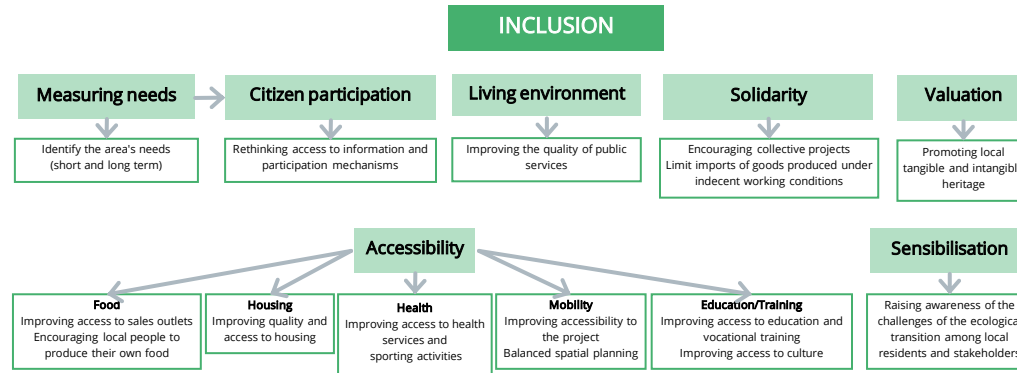 INCLUSION
Measuring needs
Citizen participation
Living environment
Solidarity
Valuation
Identify the area's needs
(short and long term)
Rethinking access to information and
participation mechanisms
Improving the quality of public
services
Encouraging collective projects
Limit imports of goods produced under
indecent working conditions
Promoting local
tangible and intangible
heritage
Accessibility
Sensibilisation
Food
Improving access to sales outlets
Encouraging local people to
produce their own food
Housing
Improving quality and
access to housing
Health
Improving access to health
services and
sporting activities
Mobility
Improving accessibility to
the project
Balanced spatial planning
Education/Training
Improving access to education and
vocational training
Improving access to culture
Raising awareness of the
challenges of the ecological
transition among local
residents and stakeholders